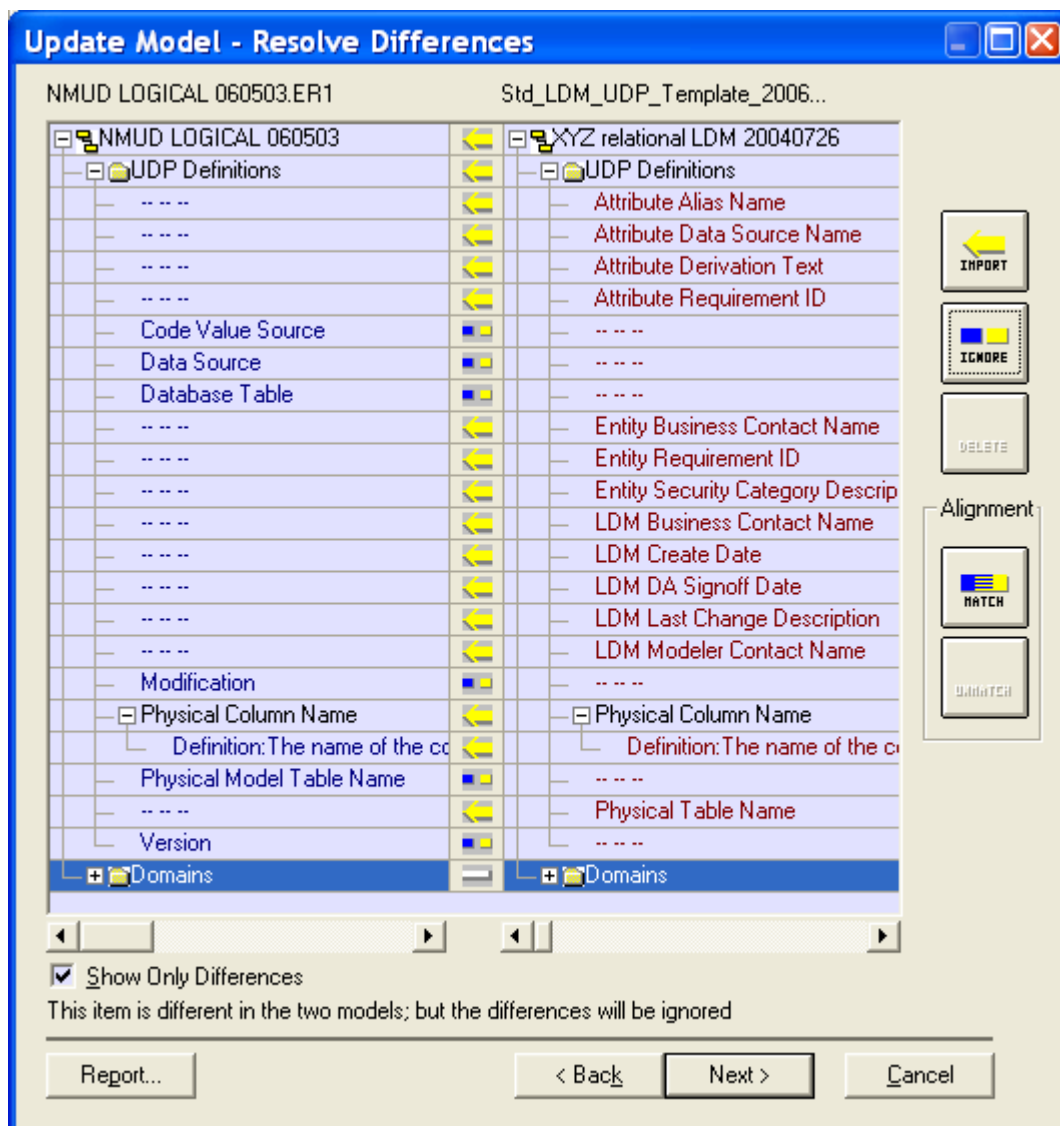 Update Model - Resolve Differences
NMUD LOGICAL 060503.ER1 Std_LDM_UDP_Template_2006...
NMUD LOGICAL 060503 XYZ relational LDM 20040726
UDP Definitions UDP Definitions
-- -- -- Attribute Alias Name
-- -- -- Attribute Data Source Name
-- -- -- Attribute Derivation Text
-- -- -- Attribute Requirement ID
Code Value Source -- -- --
Data Source -- -- --
Database Table -- -- --
-- -- -- Entity Business Contact Name
-- -- -- Entity Requirement ID
-- -- -- Entity Security Category Descrip
-- -- -- LDM Business Contact Name
-- -- -- LDM Create Date
-- -- -- LDM DA Signoff Date
-- -- -- LDM Last Change Description
-- -- -- LDM Modeler Contact Name
Modification -- -- --
Physical Column Name Physical Column Name
Definition:The name of the co Definition:The name of the c
Physical Model Table Name -- -- --
-- -- -- Physical Table Name
Version -- -- --
Domains Domains
IMPORT
IGNORE
DELETE
Alignment
MATCH
UNMATCH
Show Only Differences
This item is different in the two models; but the differences will be ignored
Report... < Back Next > Cancel